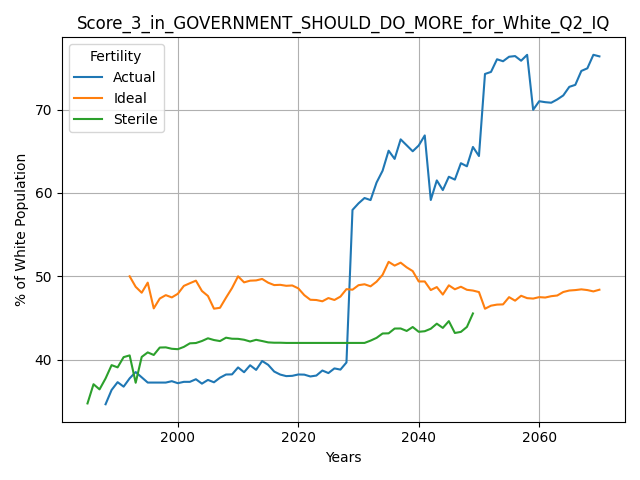 Score_3_in_GOVERNMENT_SHOULD_DO_MORE_for_White_Q2_IQ
Fertility
Actual
Ideal
Sterile
% of White Population
70
60
50
40
2000
2020
2040
2060
Years